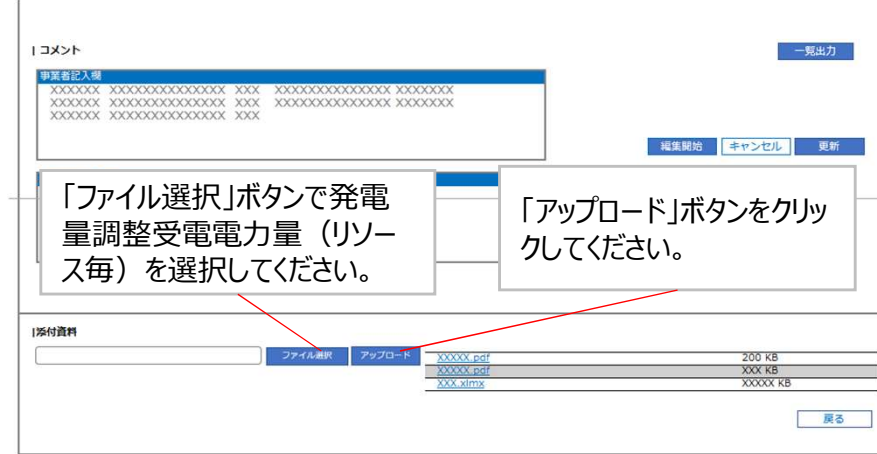 | コメント
一覧出力
事業者記入欄
XXXXXX XXXXXXXXXXXXXX XXX XXXXXXXXXXXXXX XXXXXXX
XXXXXX XXXXXXXXXXXXXX XXX XXXXXXXXXXXXXX XXXXXXX
XXXXXX XXXXXXXXXXXXXX XXX
編集開始 キャンセル 更新
「ファイル選択」ボタンで発電
量調整受電電力量（リソー
ス毎）を選択してください。
「アップロード」ボタンをクリッ
クしてください。
|添付資料
ファイル選択 アップロード
XXXXX.pdf 200 KB
XXXXX.pdf XXX KB
XXX.xlmx XXXXX KB
戻る